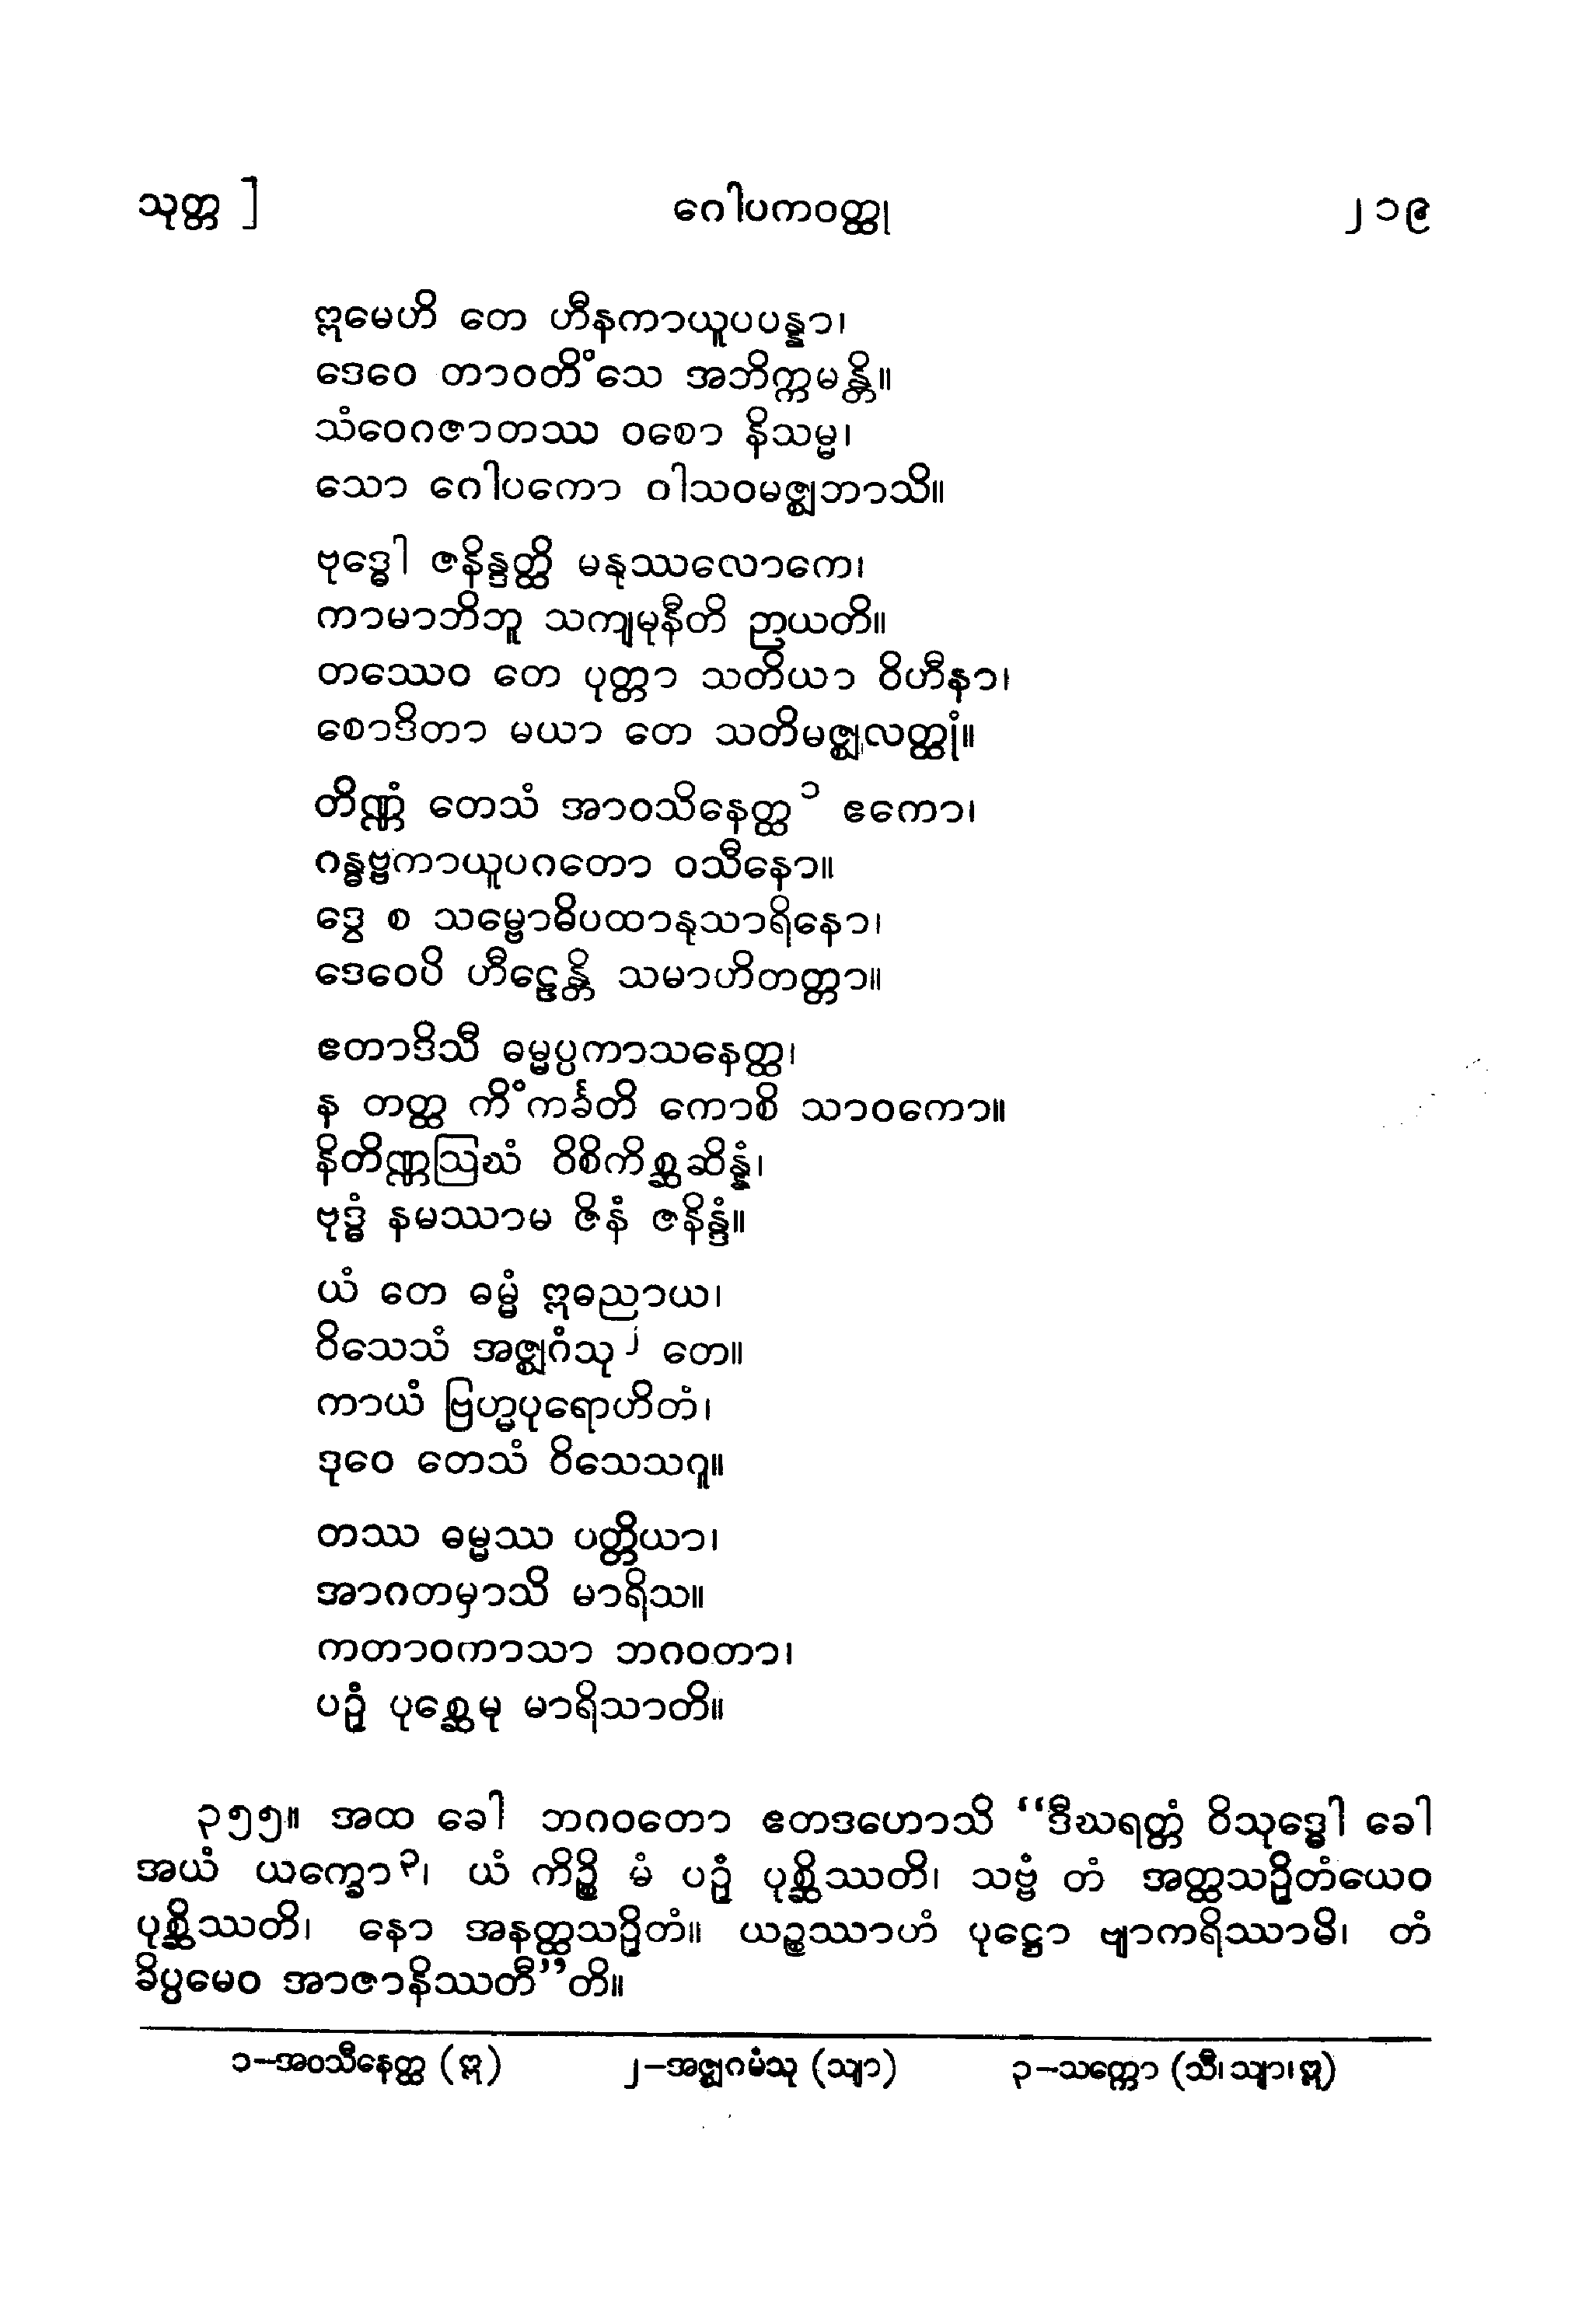 သုတ္တ ] ဂေါပကဝတ္ထု ၂၁၉
ဣမေဟိ တေ ဟီနကာယူပပန္နာ၊
ဒေဝေ တာဝတိံသေ အဘိက္ကမန္တိ။
သံဝေဂဇာတဿ ဝစော နိသမ္မ၊
သော ဂေါပကော ဝါသဝမဇ္ဈဘာသိ။
ဗုဒ္ဓေါ ဇနိန္ဒတ္ထိ မနုဿလောကေ၊
ကာမာဘိဘူ သကျမုနီတိ ဉာယတိ။
တဿေဝ တေ ပုတ္တာ သတိယာ ဝိဟီနာ၊
စောဒိတာ မယာ တေ သတိမဇ္ဈလတ္ထုံ။
တိဏ္ဏံ တေသံ အာဝသိနေတ္ထ ၁ ဧကော၊
ဂန္ဓဗ္ဗကာယူပဂတော ဝသီနော။
ဒွေ စ သမ္ဗောဓိပထာနုသာရိနော၊
ဒေဝေပိ ဟီဠေန္တိ သမာဟိတတ္တာ။
ဧတာဒိသီ ဓမ္မပ္ပကာသနေတ္ထ၊
န တတ္ထ ကိံကင်္ခတိ ကောစိ သာဝကော။
နိတိဏ္ဏဩဃံ ဝိစိကိစ္ဆဆိန္နံ၊
ဗုဒ္ဓံ နမဿာမ ဇိနံ ဇနိန္ဒံ။
ယံ တေ ဓမ္မံ ဣဓညာယ၊
ဝိသေသံ အဇ္ဈဂံသု ၂ တေ။
ကာယံ ဗြဟ္မပုရောဟိတံ၊
ဒုဝေ တေသံ ဝိသေသဂူ။
တဿ ဓမ္မဿ ပတ္တိယာ၊
အာဂတမှာသိ မာရိသ။
ကတာဝကာသာ ဘဂဝတာ၊
ပဉှံ ပုစ္ဆေမု မာရိသာတိ။
၃၅၅။ အထ ခေါ ဘဂဝတော ဧတဒဟောသိ “ဒီဃရတ္တံ ဝိသုဒ္ဓေါ ခေါ
အယံ ယက္ခော ၃၊ ယံ ကိဉ္စိ မံ ပဉှံ ပုစ္ဆိဿတိ၊ သဗ္ဗံ တံ အတ္ထသဉှိတံယေဝ
ပုစ္ဆိဿတိ၊ နော အနတ္ထသဉှိတံ။ ယဉ္စဿာဟံ ပုဋ္ဌော ဗျာကရိဿာမိ၊ တံ
ခိပ္ပမေဝ အာဇာနိဿတီ”တိ။
၁–အဝသီနေတ္ထ (ဣ) ၂–အဇ္ဈဂမံသု (သျာ) ၃–သက္ကော (သီ၊ သျာ၊ ဣ)